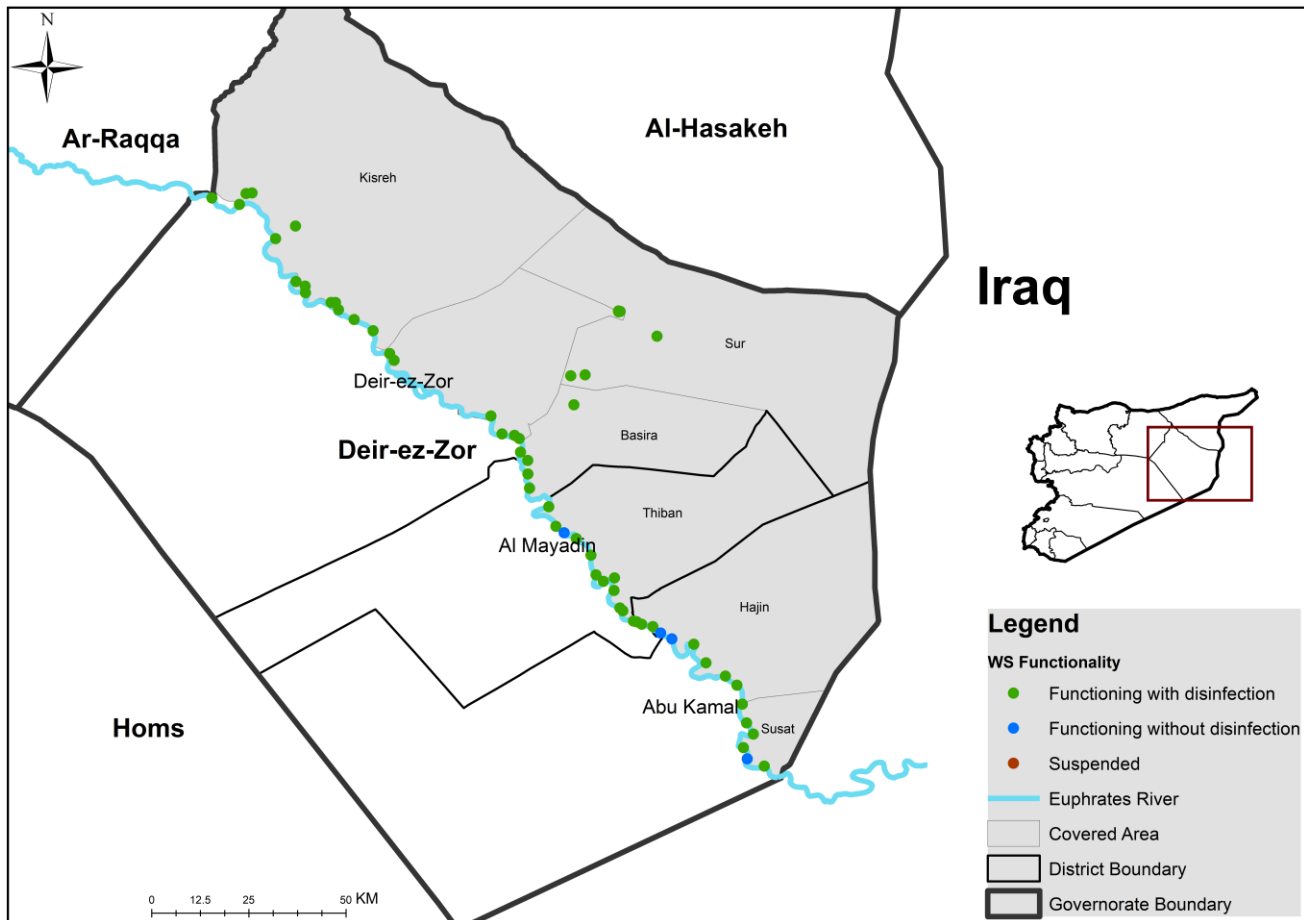 N
Ar-Raqqa
Al-Hasakeh
Kisreh
Iraq
Sur
Deir-ez-Zor
Basira
Deir-ez-Zor
Thiban
Al Mayadin
Hajin
Abu Kamal
Susat
Homs
0 12.5 25 50 KM
Legend
WS Functionality
Functioning with disinfection
Functioning without disinfection
Suspended
Euphrates River
Covered Area
District Boundary
Governorate Boundary